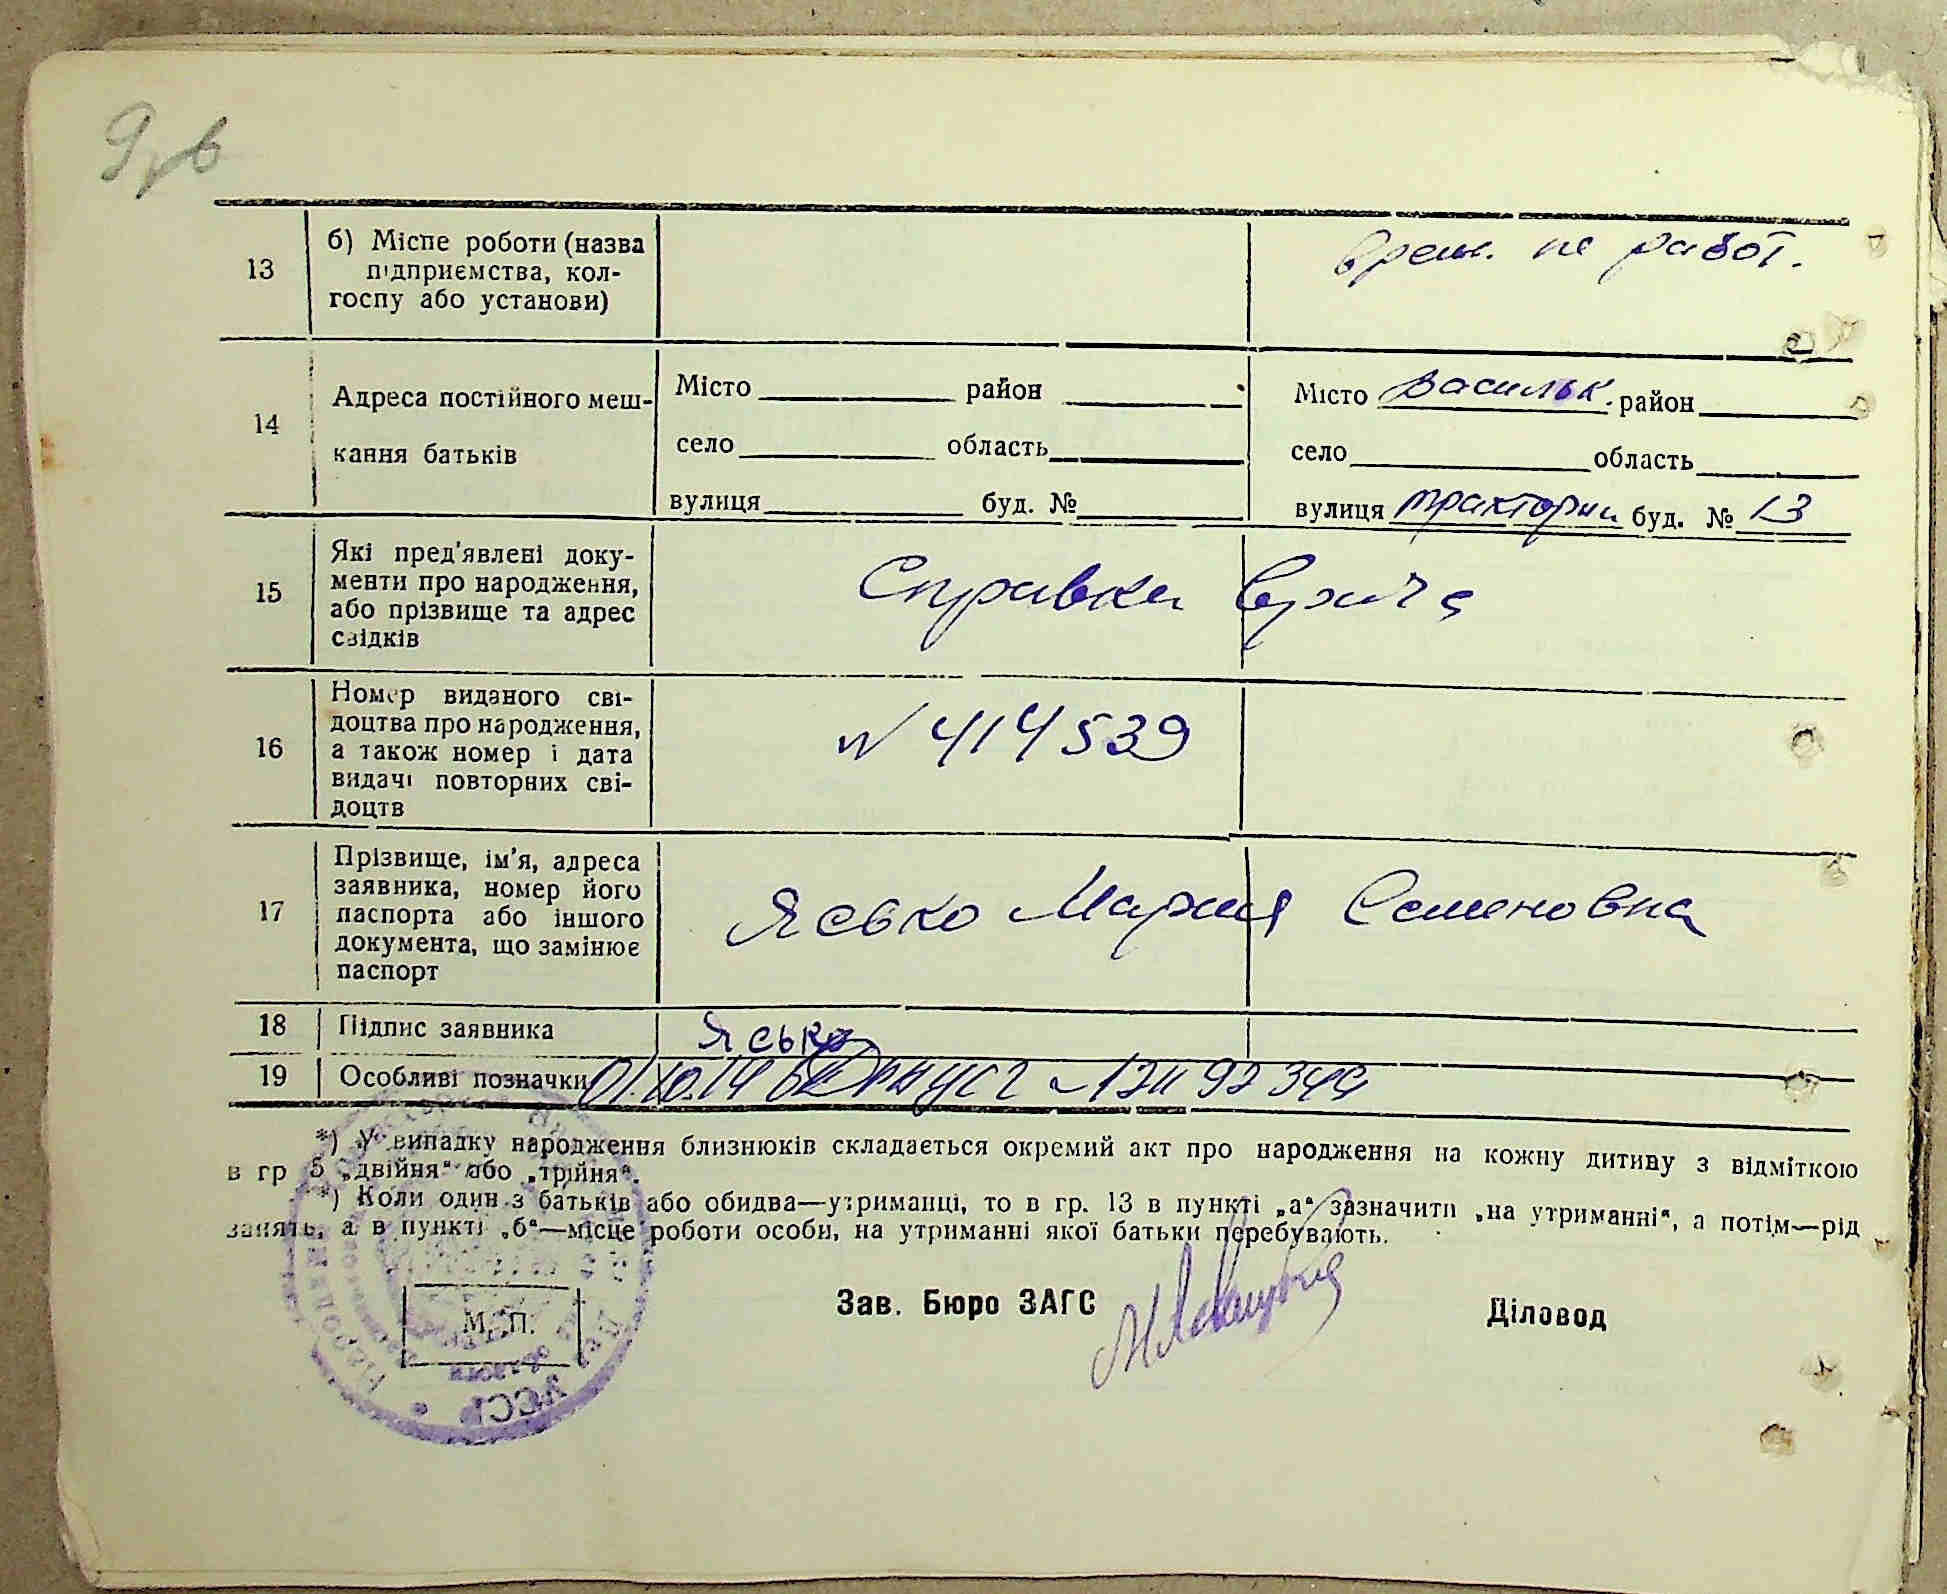 13
б) Місце роботи (назва
підприємства, кол-
госпу або установи)
врем. не работ.
14
Адреса постійного меш-
кання батьків
Місто район
село область
вулиця буд. №
Місто Васильк. район
село область
вулиця Тракторни буд. № 13
15
Які пред'явлені доку-
менти про народження,
або прізвище та адрес
свідків
Справка врача
16
Номер виданого сві-
доцтва про народження,
а також номер і дата
видачі повторних сві-
доцтв
N 414539
17
Прізвище, ім'я, адреса
заявника, номер його
паспорта або іншого
документа, що замінює
паспорт
Ясько Мария Семеновна
18
Підпис заявника
Ясько
19
Особливі позначки
01.10.14
*) У випадку народження близнюків складається окремий акт про народження на кожну дитину з відміткою
в гр 5 „двійня“ або „трійня“.
*) Коли один з батьків або обидва—утриманці, то в гр. 13 в пункті „а“ зазначити „на утриманні“, а потім—рід
занять, а в пункті „б“—місце роботи особи, на утриманні якої батьки перебувають.
М. П.
Зав. Бюро ЗАГС
Діловод